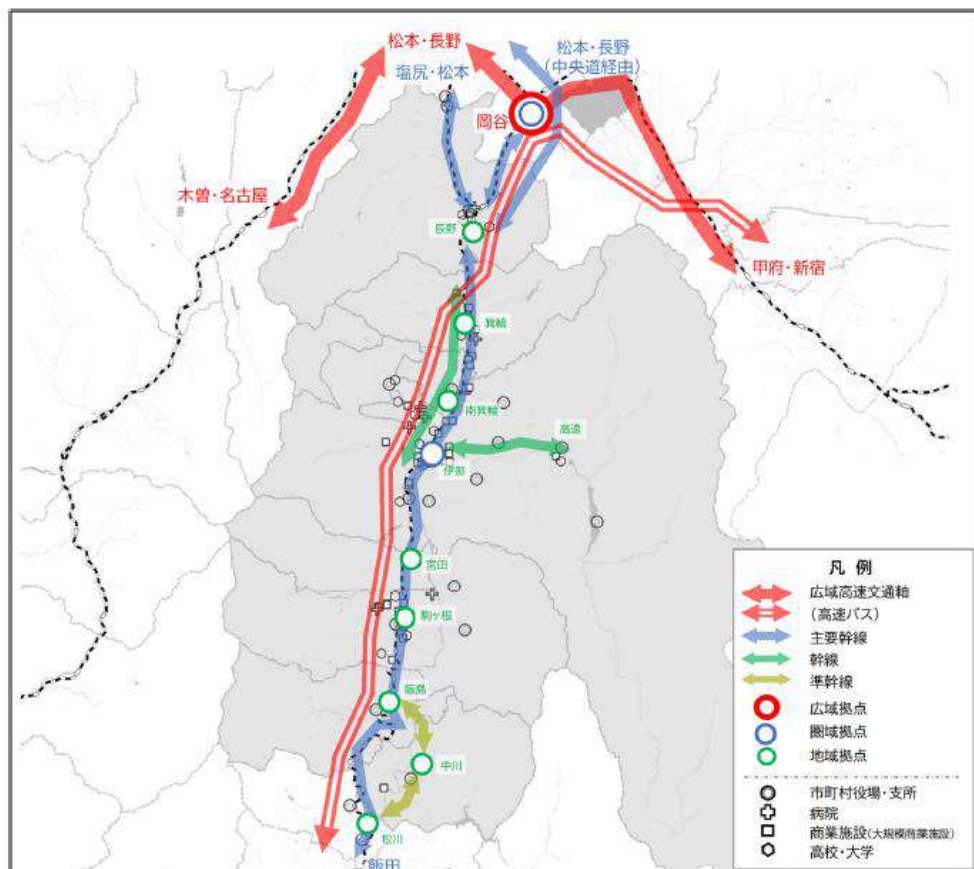 松本・長野
松本・長野
(中央道経由)
塩尻・松本
岡谷
木曽・名古屋
辰野
甲府・新宿
箕輪
南箕輪
高遠
伊那
宮田
駒ヶ根
飯島
中川
松川
飯田
凡 例
広域高速交通軸
(高速バス)
主要幹線
幹線
準幹線
広域拠点
圏域拠点
地域拠点
市町村役場・支所
病院
商業施設(大規模商業施設)
高校・大学